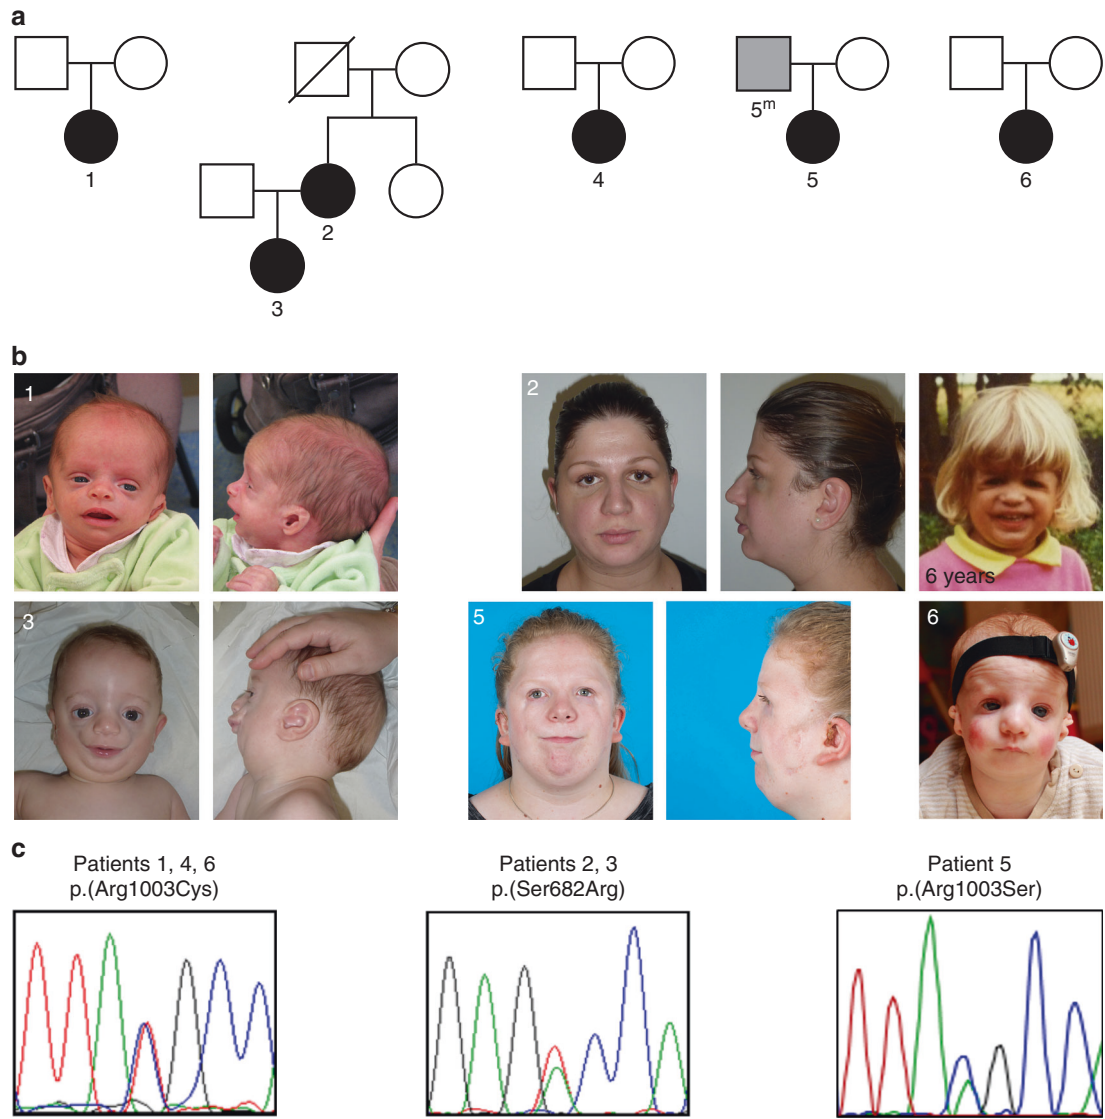 a
1
2
3
4
5ᵐ
5
6
b
1
2
6 years
3
5
6
c
Patients 1, 4, 6
p.(Arg1003Cys)
Patients 2, 3
p.(Ser682Arg)
Patient 5
p.(Arg1003Ser)